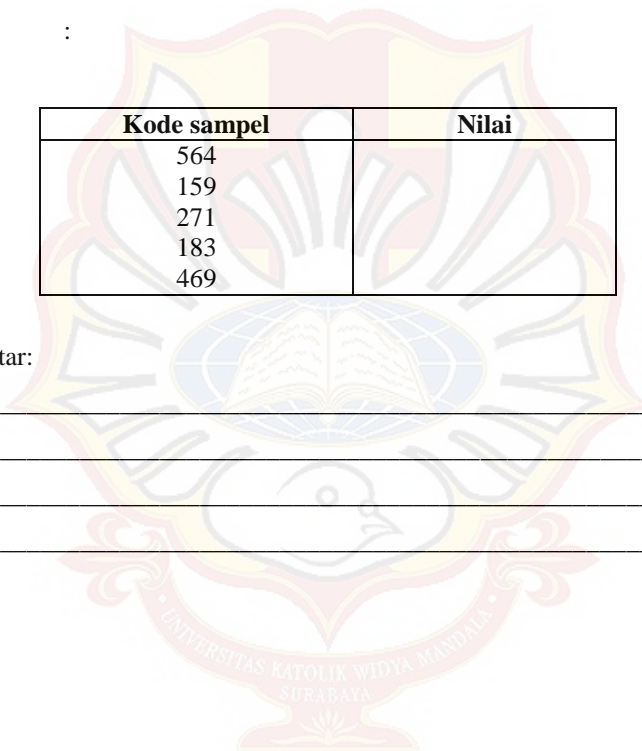 :
Kode sampel Nilai
564
159
271
183
469
tar:
UNIVERSITAS KATOLIK WIDYA MANDALA
SURABAYA